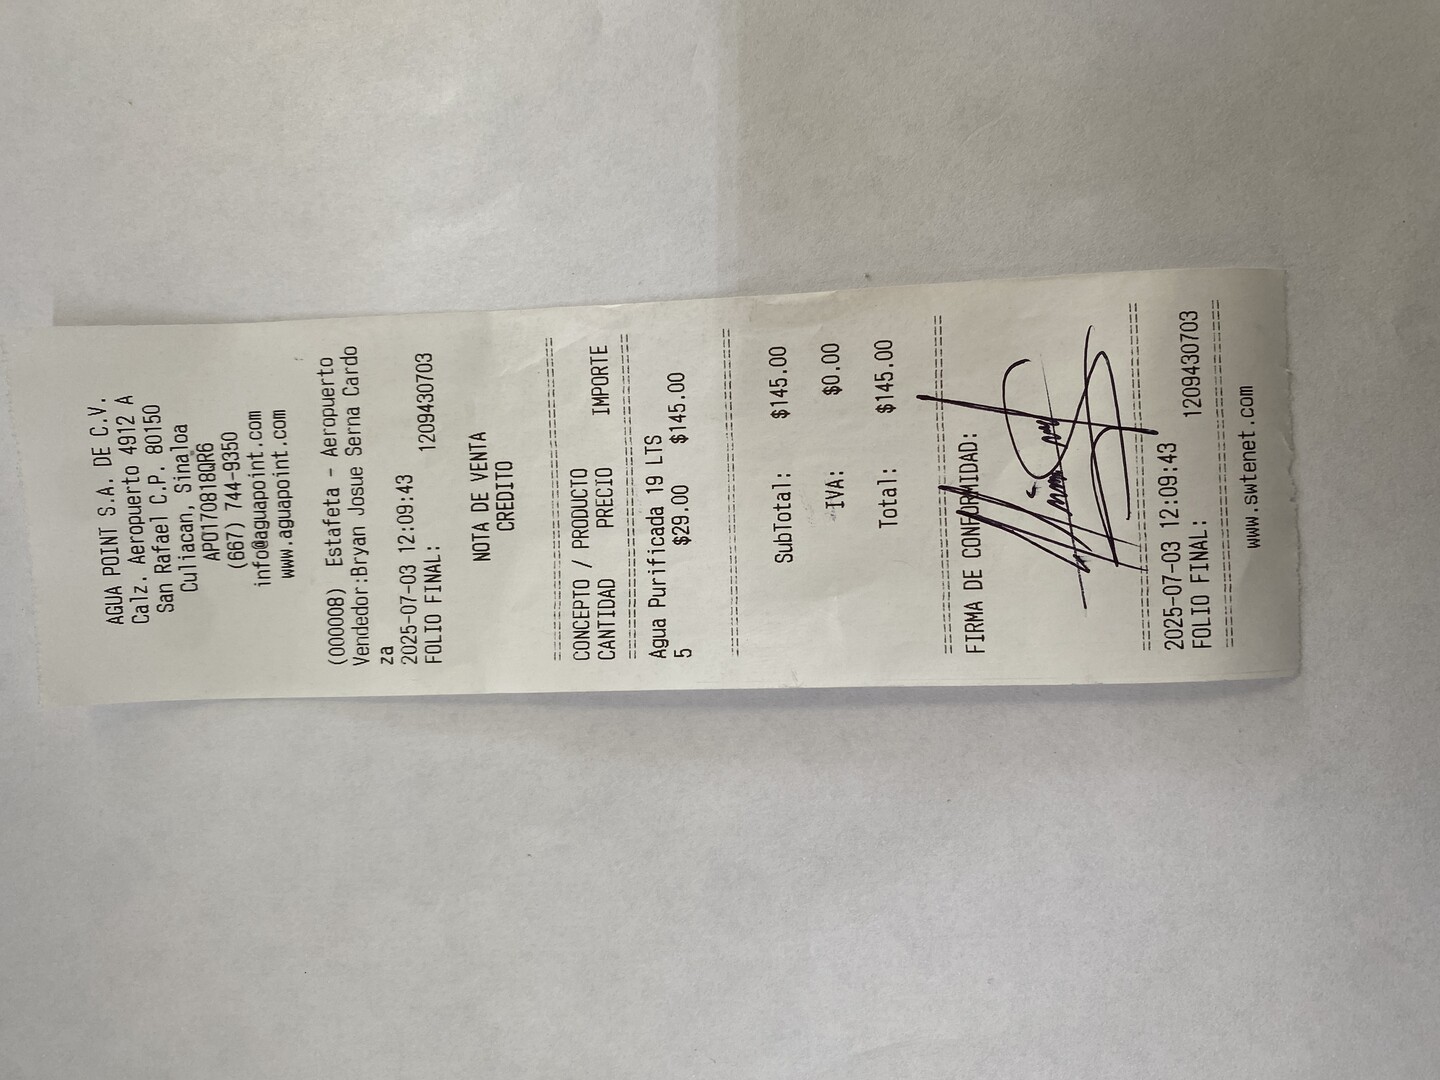 AGUA POINT S.A. DE C.V.
Calz. Aeropuerto 4912 A
San Rafael C.P. 80150
Culiacan, Sinaloa
APO170818QR6
(667) 744-9350
info@aguapoint.com
www.aguapoint.com
(000008) Estafeta - Aeropuerto
Vendedor:Bryan Josue Serna Cardo
za
2025-07-03 12:09:43
FOLIO FINAL: 1209430703
NOTA DE VENTA
CREDITO
CONCEPTO / PRODUCTO
CANTIDAD PRECIO IMPORTE
Agua Purificada 19 LTS
5 $29.00 $145.00
SubTotal: $145.00
IVA: $0.00
Total: $145.00
FIRMA DE CONFORMIDAD:
2025-07-03 12:09:43
FOLIO FINAL: 1209430703
www.swtenet.com